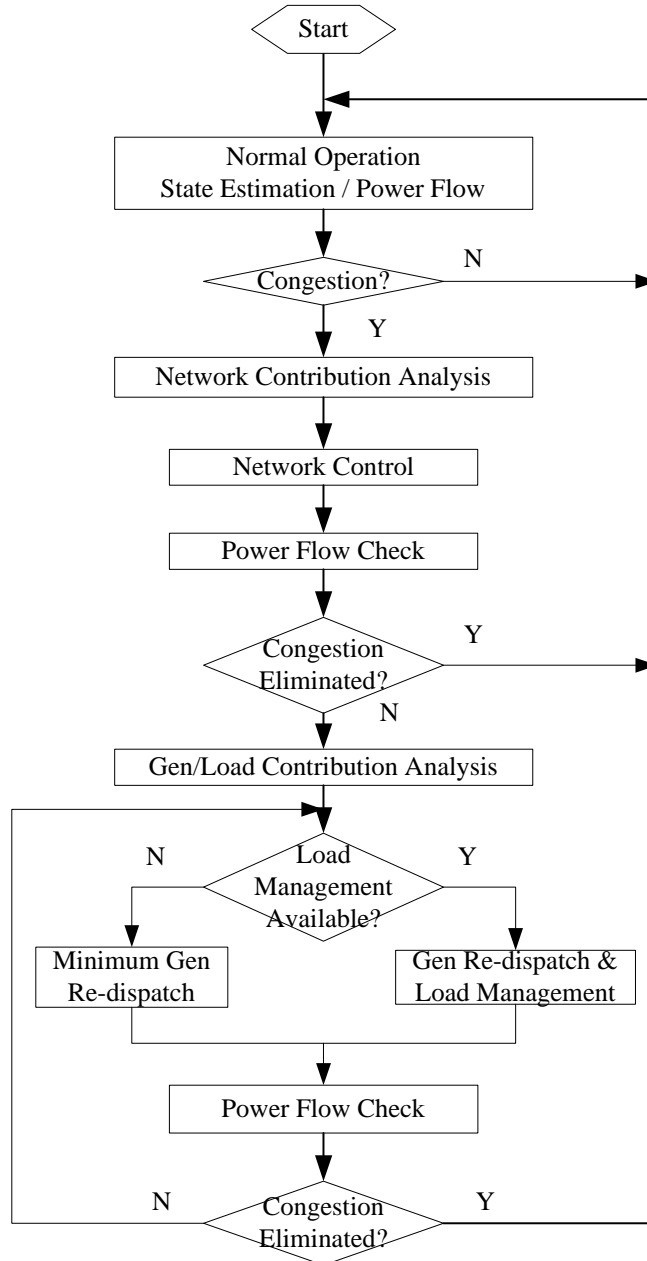 Start
Normal Operation
State Estimation / Power Flow
Congestion?
N
Y
Network Contribution Analysis
Network Control
Power Flow Check
Congestion
Eliminated?
Y
N
Gen/Load Contribution Analysis
Load
Management
Available?
N
Y
Minimum Gen
Re-dispatch
Gen Re-dispatch &
Load Management
Power Flow Check
Congestion
Eliminated?
N
Y